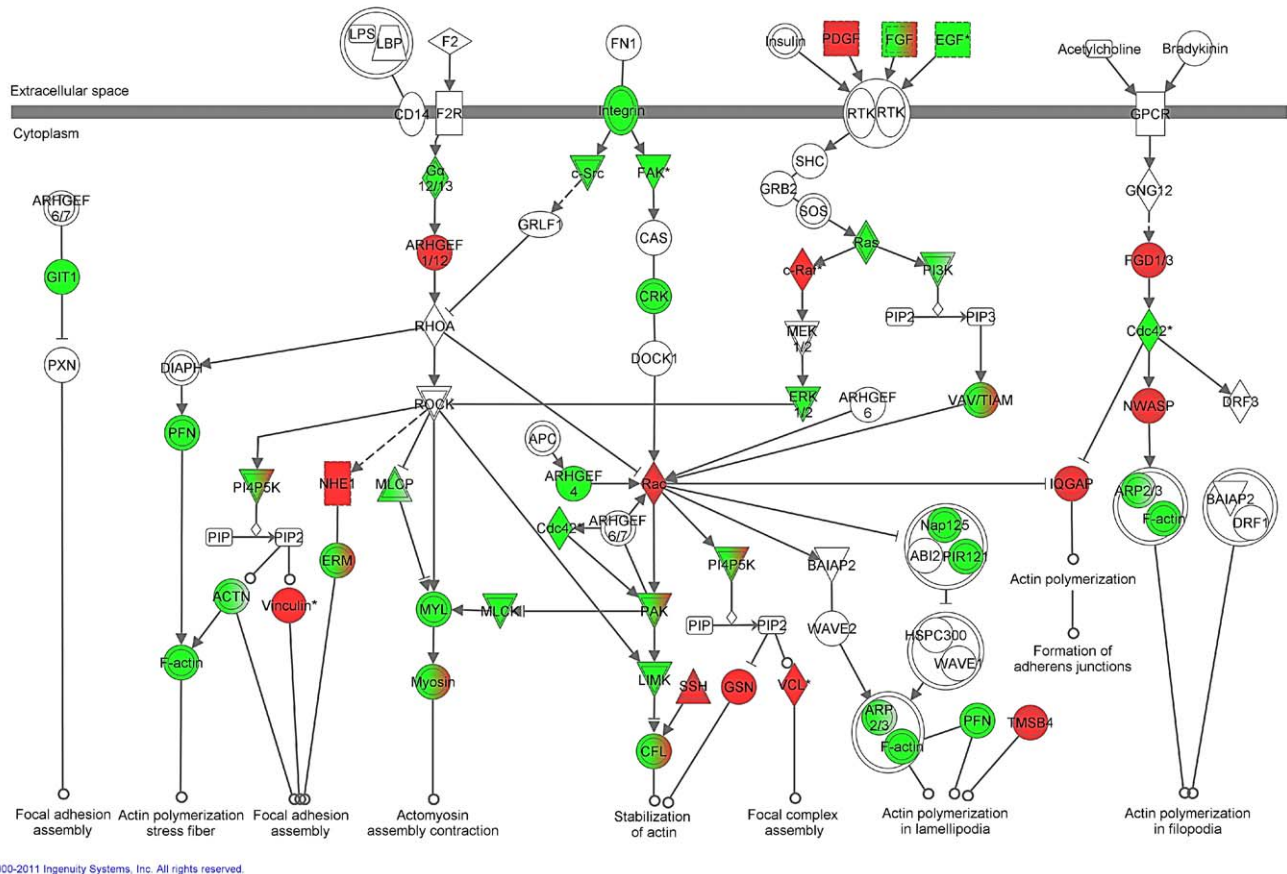 LPS
LBP
F2
FN1
Insulin
PDGF
FGF
EGF*
Acetylcholine
Bradykinin
Extracellular space
CD14
F2R
Integrin
RTK
RTK
GPCR
Cytoplasm
Gq
12/13
c-Src
FAK*
SHC
GRB2
SOS
GNG12
ARHGEF
6/7
GRLF1
CAS
Ras
ARHGEF
1/12
c-Raf*
PI3K
FGD1/3
GIT1
CRK
PIP2
PIP3
RHOA
MEK
1/2
Cdc42*
PXN
DIAPH
DOCK1
ROCK
ERK
1/2
ARHGEF
6
VAV/TIAM
NWASP
DRF3
PFN
APC
PI4P5K
NHE1
MLCP
ARHGEF
4
Rac
IQGAP
ARP2/3
F-actin
BAIAP2
DRF1
Cdc42*
ARHGEF
6/7
Nap125
ABI2
PIR121
PIP
PIP2
ERM
PI4P5K
BAIAP2
Actin polymerization
ACTN
Vinculin*
MYL
MLCK
PAK
PIP
PIP2
WAVE2
HSPC300
WAVE1
Formation of
adherens junctions
F-actin
Myosin
LIMK
SSH
GSN
VCL*
ARP
2/3
F-actin
PFN
TMSB4
CFL
Focal adhesion
assembly
Actin polymerization
stress fiber
Focal adhesion
assembly
Actomyosin
assembly contraction
Stabilization
of actin
Focal complex
assembly
Actin polymerization
in lamellipodia
Actin polymerization
in filopodia
00-2011 Ingenuity Systems, Inc. All rights reserved.